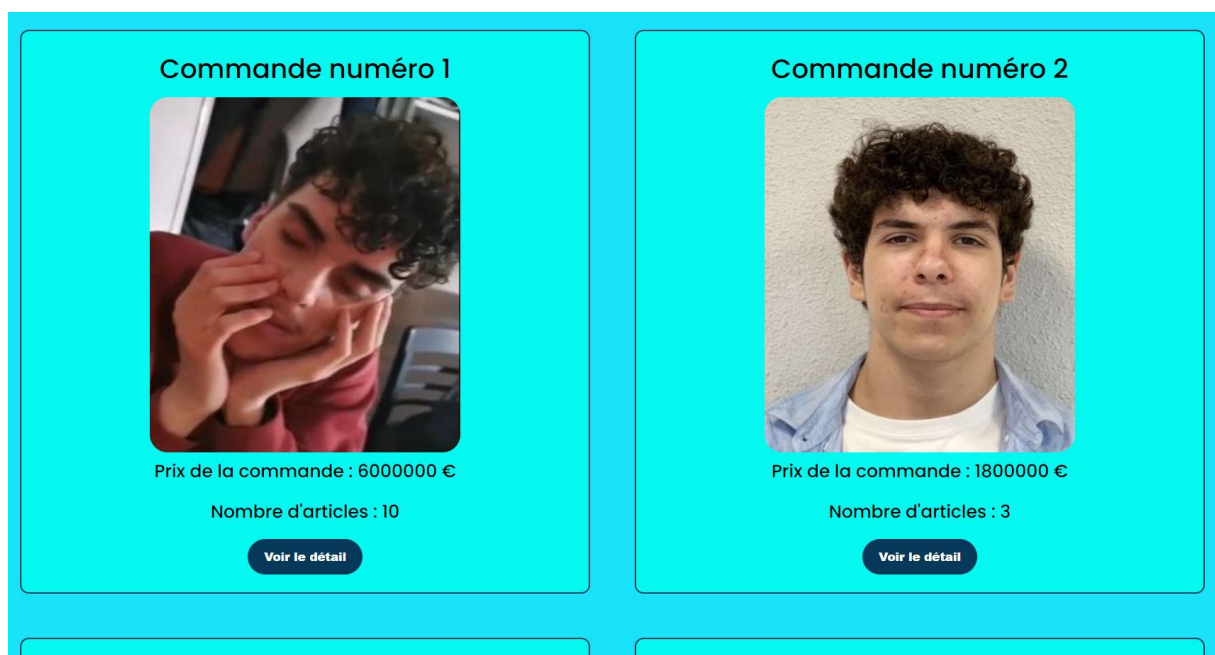 Commande numéro 1
Prix de la commande : 6000000 €
Nombre d'articles : 10
Voir le détail
Commande numéro 2
Prix de la commande : 1800000 €
Nombre d'articles : 3
Voir le détail